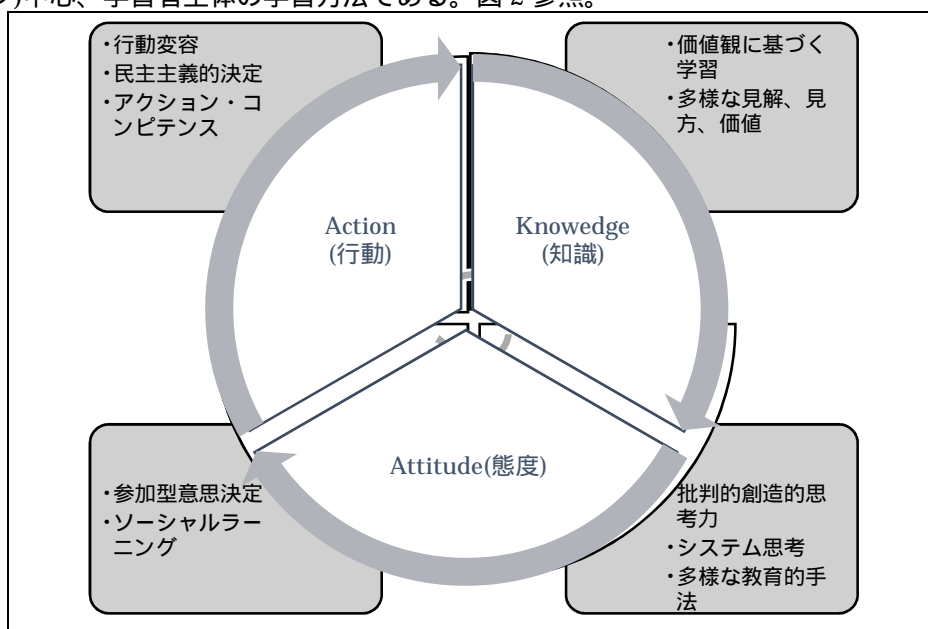 )中心、学習者主体の学習方法である。図 2 参照。
・行動変容
・民主主義的決定
・アクション・コ
ンピテンス
・価値観に基づく
学習
・多様な見解、見
方、価値
Action
(行動)
Knowedge
(知識)
Attitude(態度)
・参加型意思決定
・ソーシャルラー
ニング
批判的創造的思
考力
・システム思考
・多様な教育的手
法